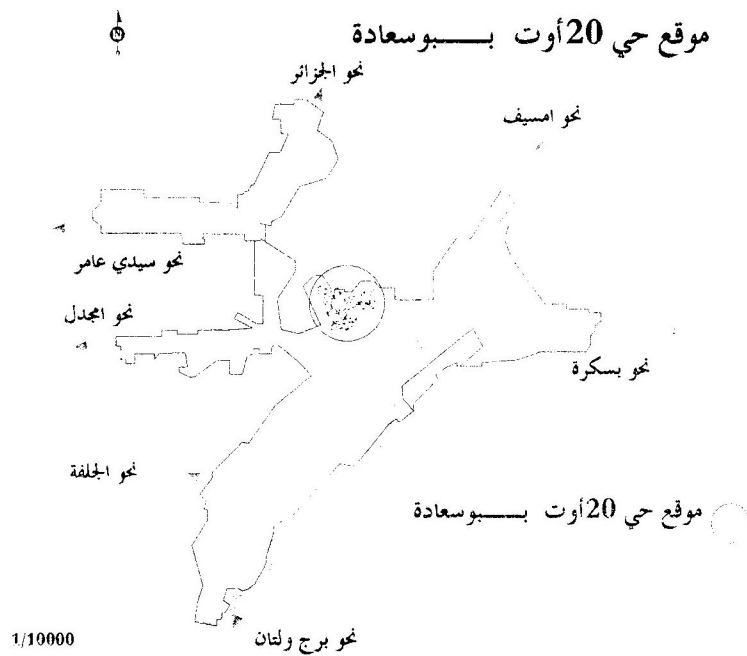 موقع حي 20أوت بـــــبوسعادة
نحو الجزائر
نحو امسيف
نحو سيدي عامر
نحو امجدل
نحو بسكرة
نحو الجلفة
موقع حي 20أوت بـــــبوسعادة
نحو برج ولتان
1/10000
N